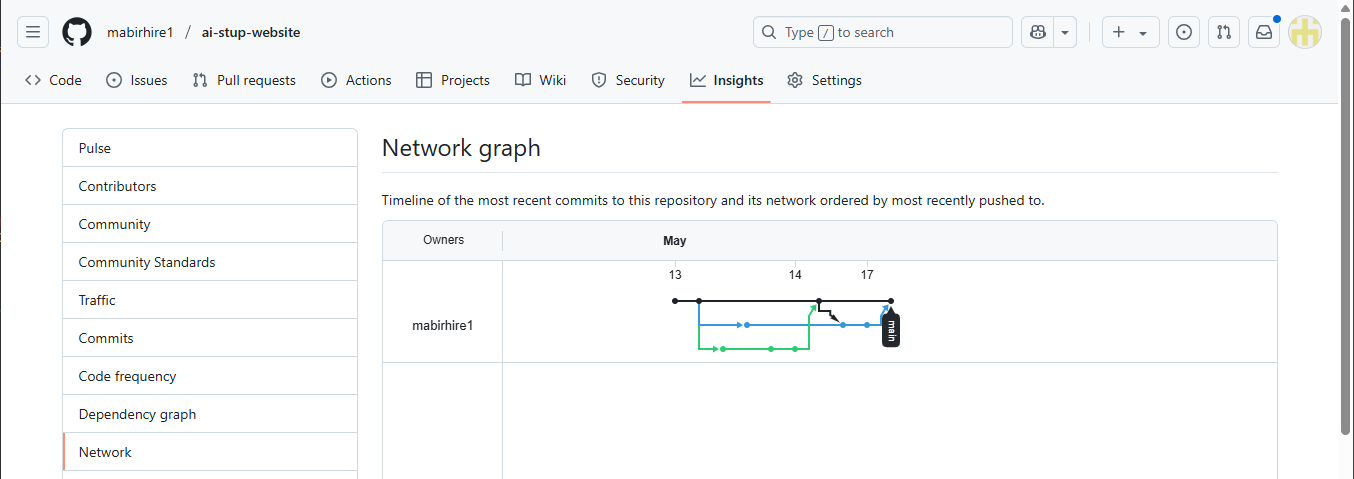 mabirhire1 / ai-stup-website
Type / to search
Code
Issues
Pull requests
Actions
Projects
Wiki
Security
Insights
Settings
Pulse
Contributors
Community
Community Standards
Traffic
Commits
Code frequency
Dependency graph
Network
Network graph
Timeline of the most recent commits to this repository and its network ordered by most recently pushed to.
Owners
May
13
14
17
mabirhire1
main